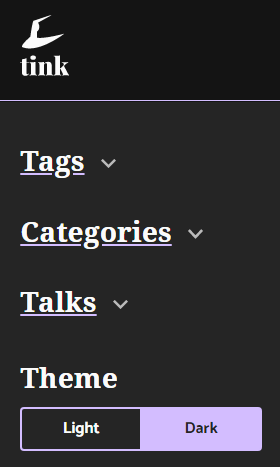 tink
Tags
Categories
Talks
Theme
Light Dark